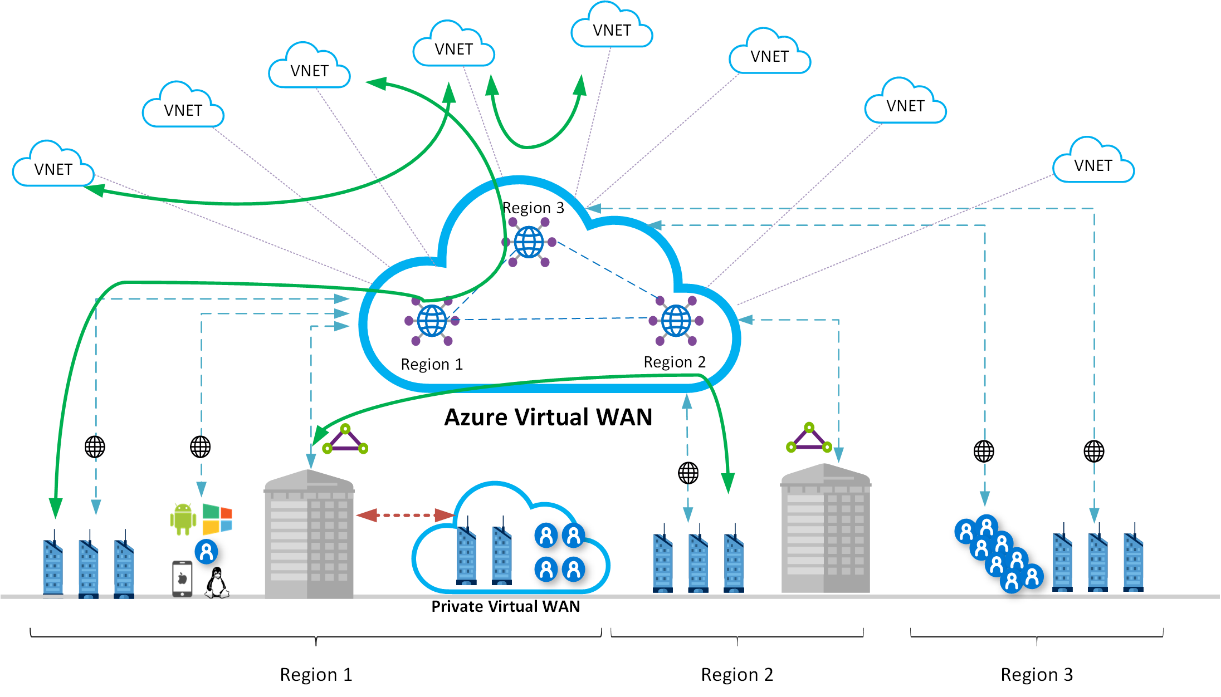 VNET
VNET
VNET
VNET
VNET
VNET
VNET
VNET
Region 3
Region 1
Region 2
Azure Virtual WAN
Private Virtual WAN
Region 1
Region 2
Region 3